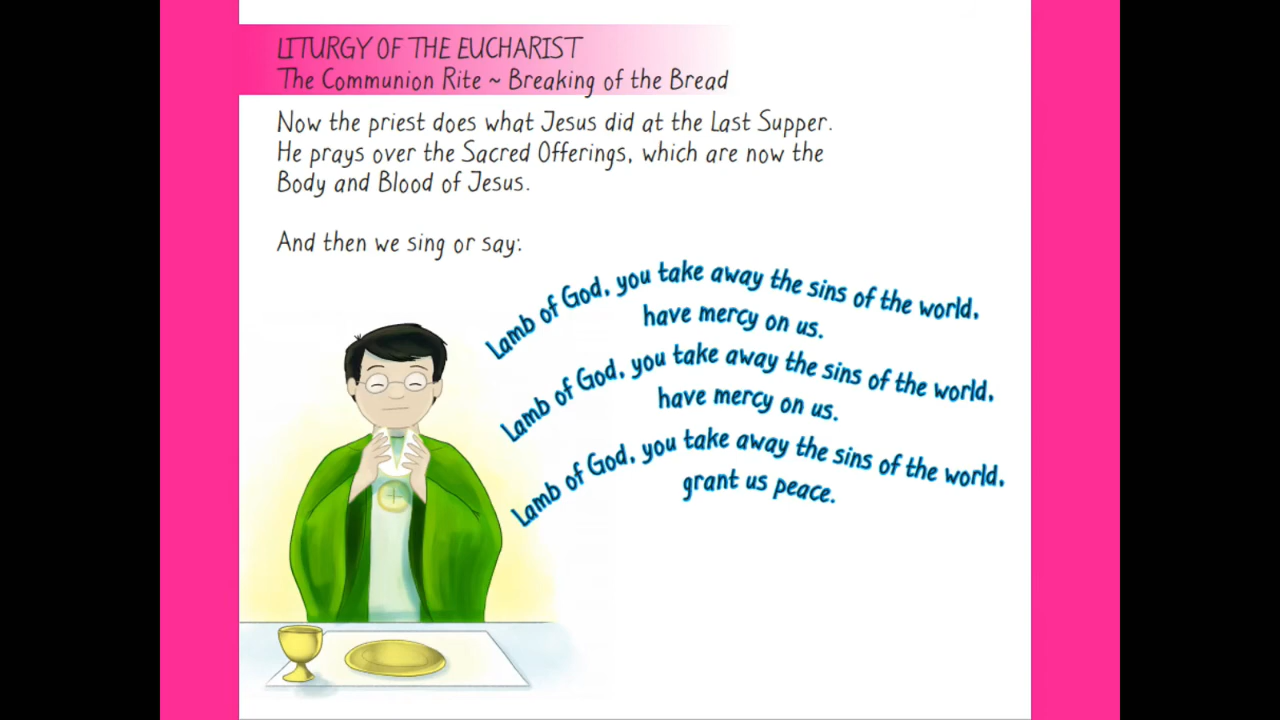 LITURGY OF THE EUCHARIST
The Communion Rite ~ Breaking of the Bread
Now the priest does what Jesus did at the Last Supper.
He prays over the Sacred Offerings, which are now the
Body and Blood of Jesus.
And then we sing or say:
Lamb of God, you take away the sins of the world,
have mercy on us.
Lamb of God, you take away the sins of the world,
have mercy on us.
Lamb of God, you take away the sins of the world,
grant us peace.